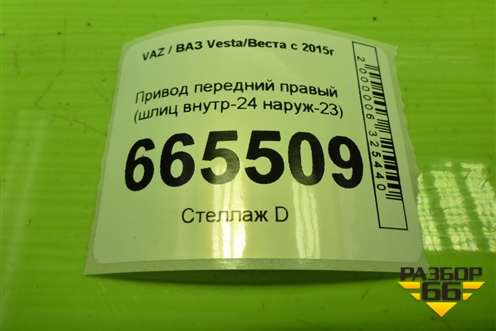 VAZ / ВАЗ Vesta/Веста с 2015г
Привод передний правый
(шлиц внутр-24 наруж-23)
665509
Стеллаж D
2000006325440
РАЗБОР
66